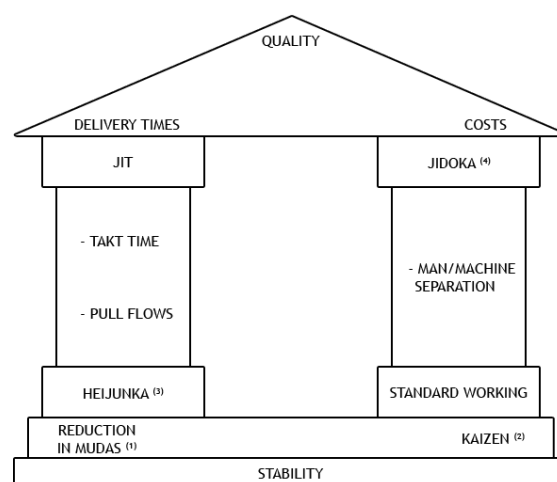 QUALITY
DELIVERY TIMES COSTS
JIT JIDOKA (4)
- TAKT TIME
- PULL FLOWS
- MAN/MACHINE
SEPARATION
HEIJUNKA (3) STANDARD WORKING
REDUCTION
IN MUDAS (1)
KAIZEN (2)
STABILITY